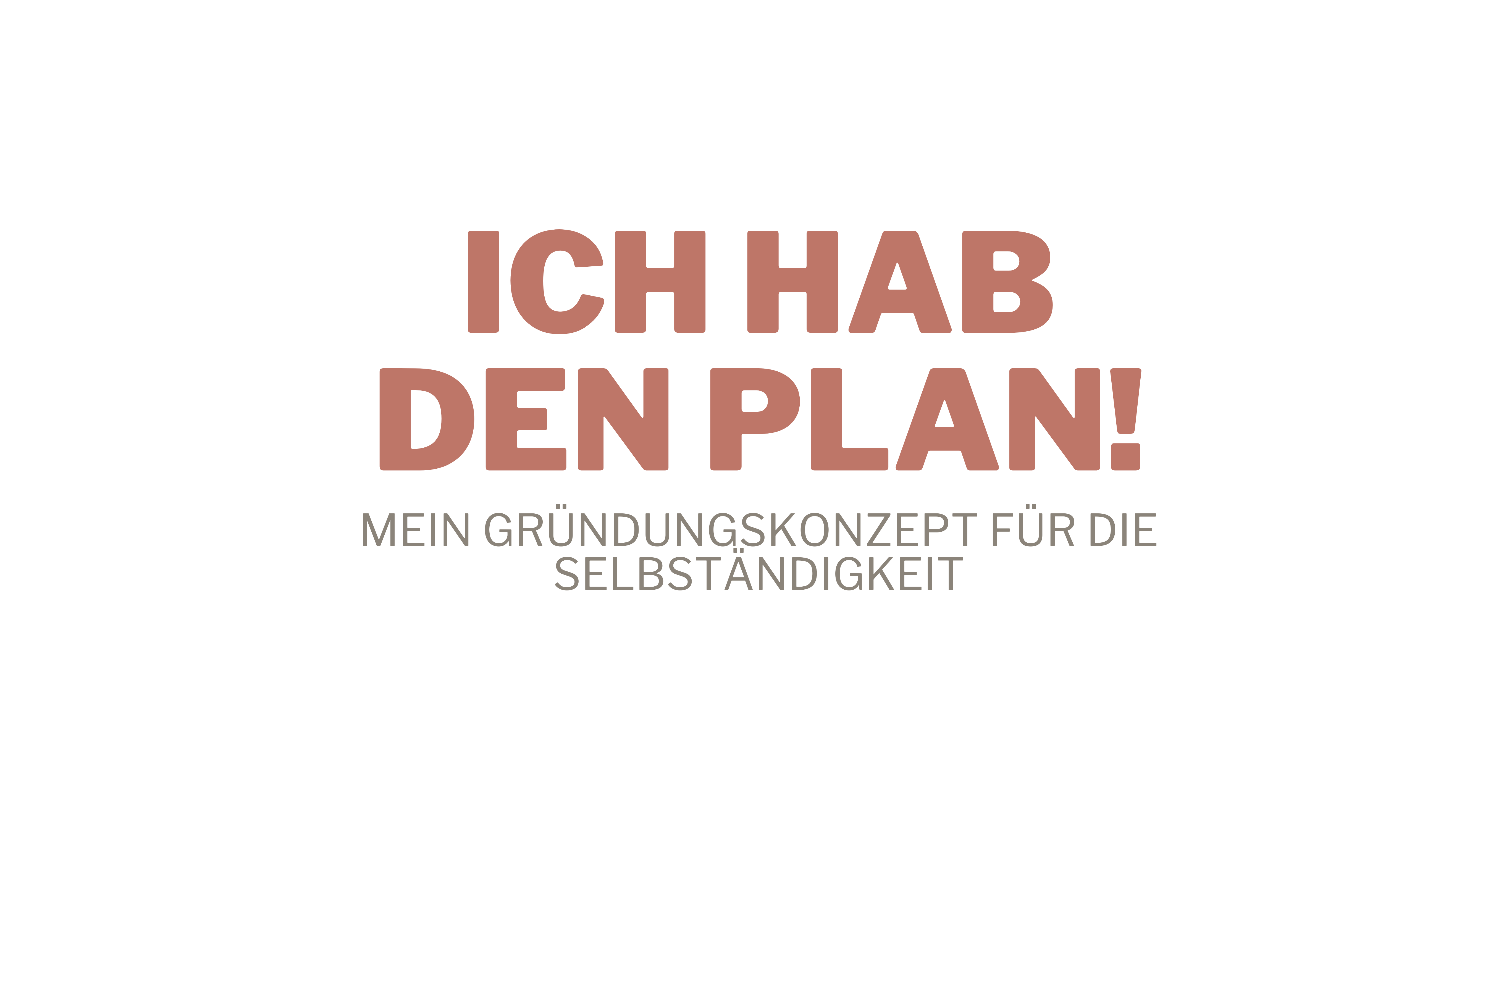 ICH HAB
DEN PLAN!
MEIN GRÜNDUNGSKONZEPT FÜR DIE
SELBSTÄNDIGKEIT